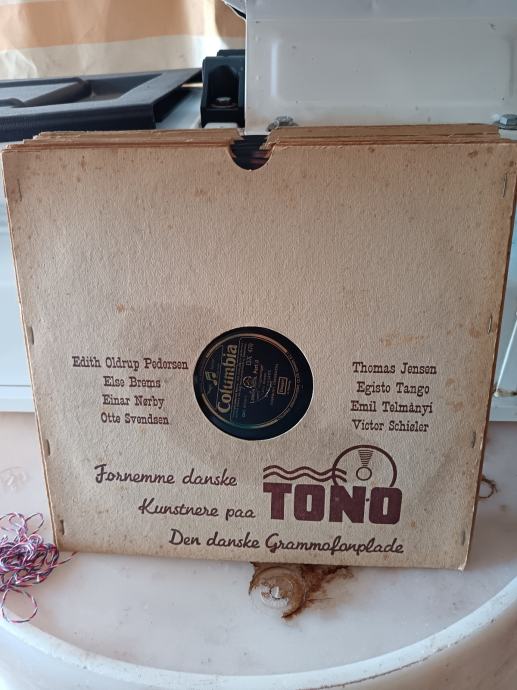 Edith Oldrup Pedersen
Else Brems
Einar Nørby
Otte Svendsen
Columbia
Thomas Jensen
Egisto Tango
Emil Telmányi
Victor Schiøler
Fornemme danske
Kunstnere paa
TONO
Den danske Grammofonplade